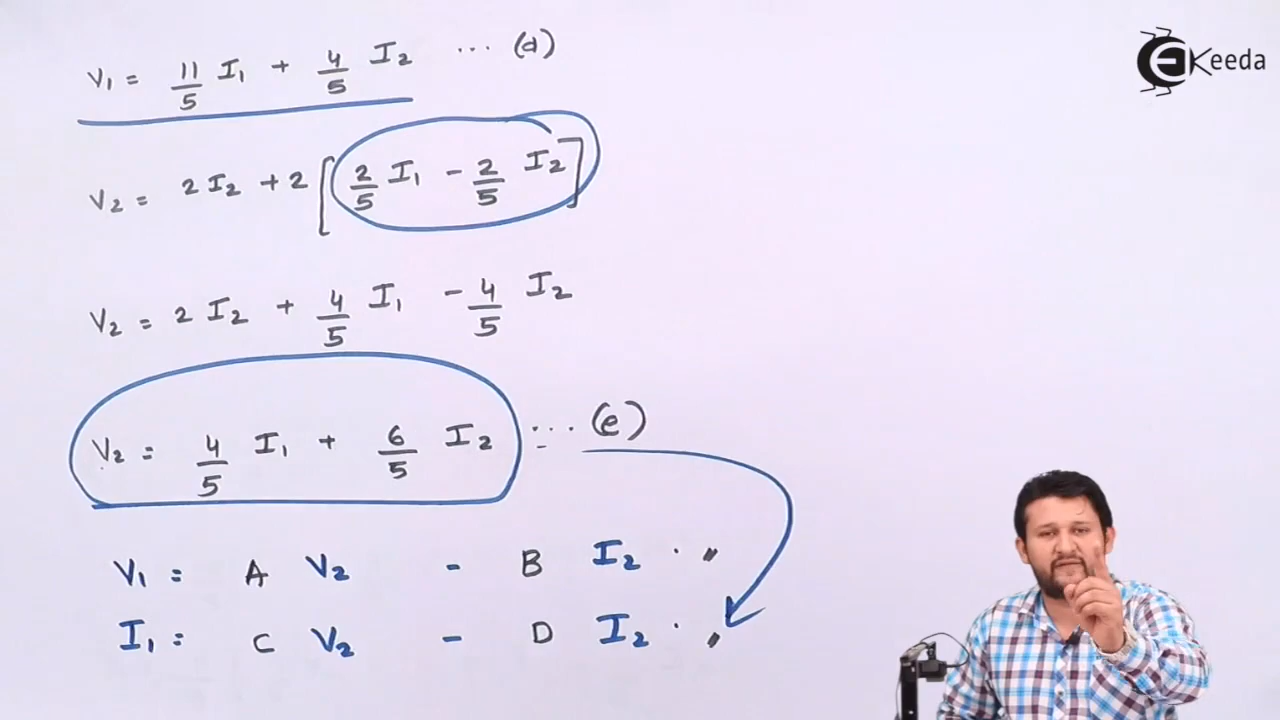 EKeeda
V₁ = 11/5 I₁ + 4/5 I₂ ... (d)
V₂ = 2 I₂ + 2 [ 2/5 I₁ - 2/5 I₂ ]
V₂ = 2 I₂ + 4/5 I₁ - 4/5 I₂
V₂ = 4/5 I₁ + 6/5 I₂ ... (e)
V₁ = A V₂ - B I₂ . "
I₁ = C V₂ - D I₂ . "